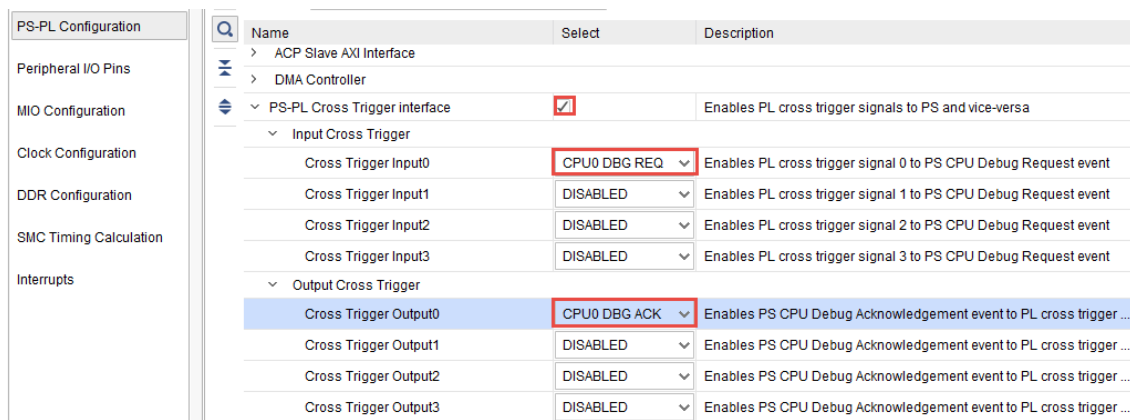 PS-PL Configuration
Peripheral I/O Pins
MIO Configuration
Clock Configuration
DDR Configuration
SMC Timing Calculation
Interrupts
Name Select Description
ACP Slave AXI Interface
DMA Controller
PS-PL Cross Trigger interface Enables PL cross trigger signals to PS and vice-versa
Input Cross Trigger
Cross Trigger Input0 CPU0 DBG REQ Enables PL cross trigger signal 0 to PS CPU Debug Request event
Cross Trigger Input1 DISABLED Enables PL cross trigger signal 1 to PS CPU Debug Request event
Cross Trigger Input2 DISABLED Enables PL cross trigger signal 2 to PS CPU Debug Request event
Cross Trigger Input3 DISABLED Enables PL cross trigger signal 3 to PS CPU Debug Request event
Output Cross Trigger
Cross Trigger Output0 CPU0 DBG ACK Enables PS CPU Debug Acknowledgement event to PL cross trigger ...
Cross Trigger Output1 DISABLED Enables PS CPU Debug Acknowledgement event to PL cross trigger ...
Cross Trigger Output2 DISABLED Enables PS CPU Debug Acknowledgement event to PL cross trigger ...
Cross Trigger Output3 DISABLED Enables PS CPU Debug Acknowledgement event to PL cross trigger ...